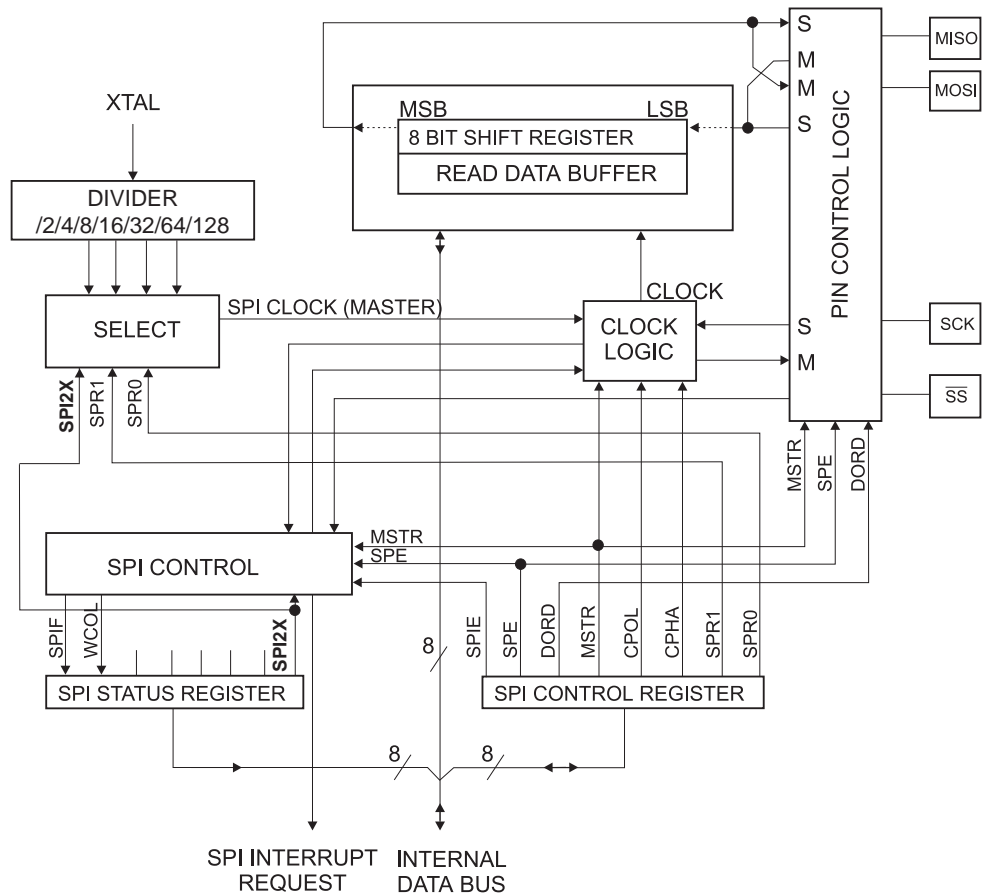 S
MISO
M
M
MOSI
S
XTAL
MSB
LSB
8 BIT SHIFT REGISTER
READ DATA BUFFER
DIVIDER
/2/4/8/16/32/64/128
PIN CONTROL LOGIC
SPI CLOCK (MASTER)
CLOCK
SELECT
CLOCK
LOGIC
S
M
SCK
SS
SPI2X
SPR1
SPR0
MSTR
SPE
DORD
MSTR
SPE
SPI CONTROL
SPIF
WCOL
SPI2X
8
SPIE
SPE
DORD
MSTR
CPOL
CPHA
SPR1
SPR0
SPI STATUS REGISTER
SPI CONTROL REGISTER
8
8
SPI INTERRUPT
REQUEST
INTERNAL
DATA BUS